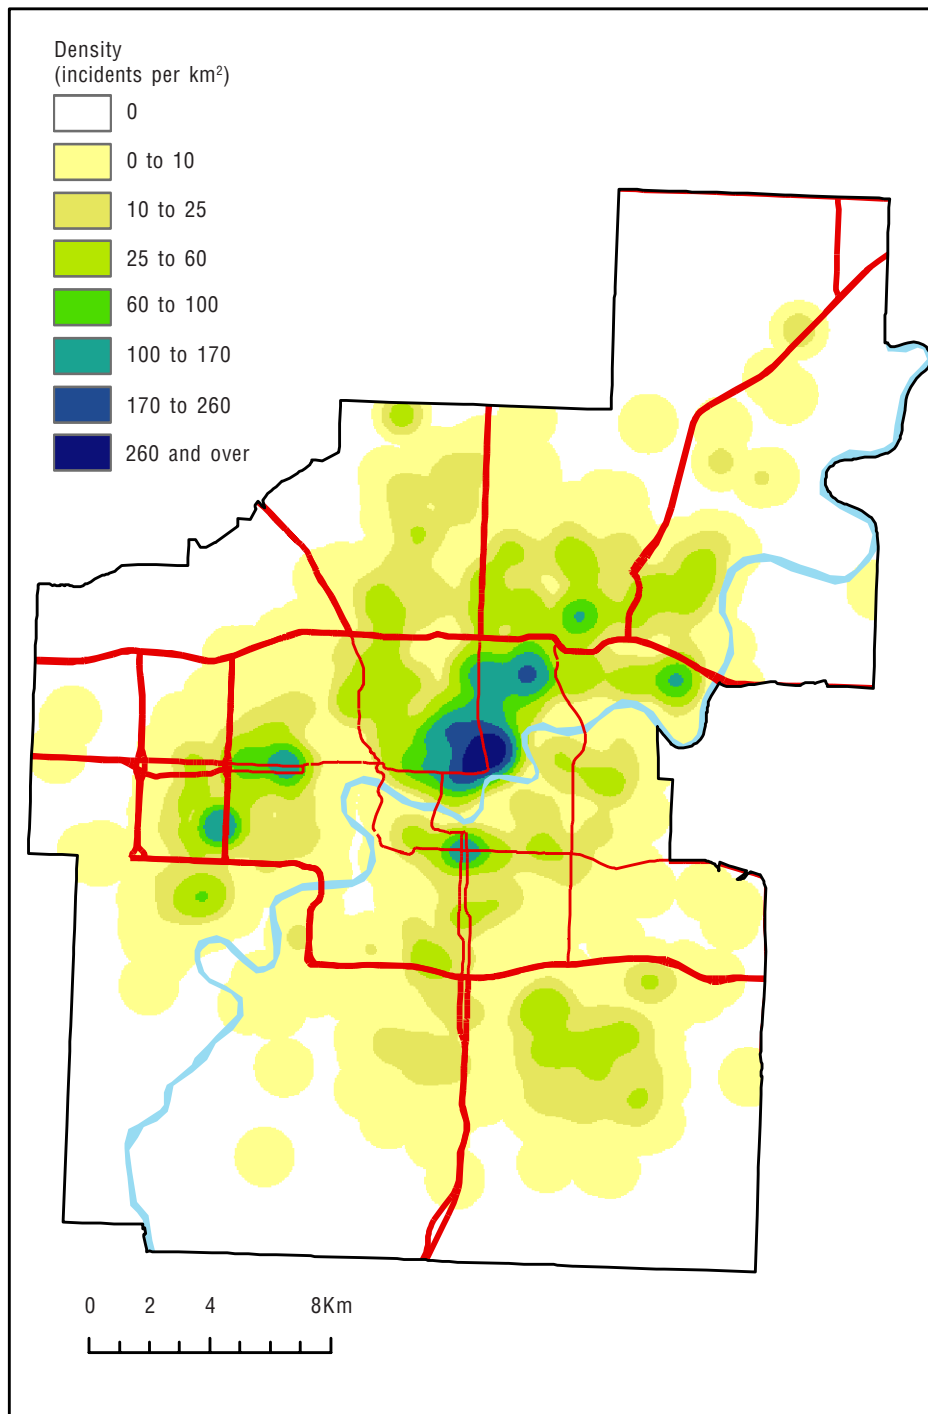 Density
(incidents per km²)
0
0 to 10
10 to 25
25 to 60
60 to 100
100 to 170
170 to 260
260 and over
0 2 4 8Km